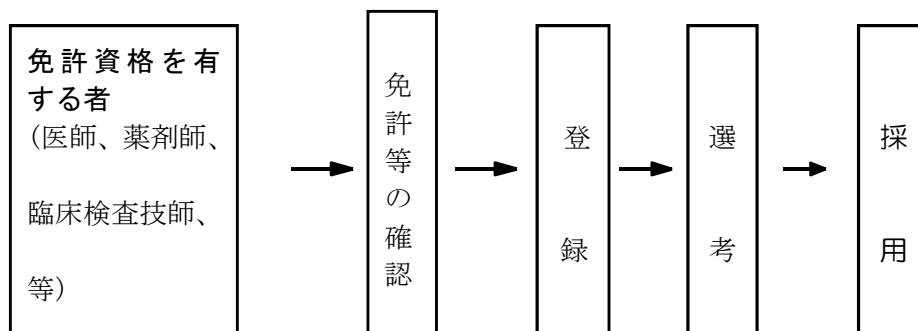 免許資格を有
する者
(医師、薬剤師、
臨床検査技師、
等)
免許等の確認
登録
選考
採用